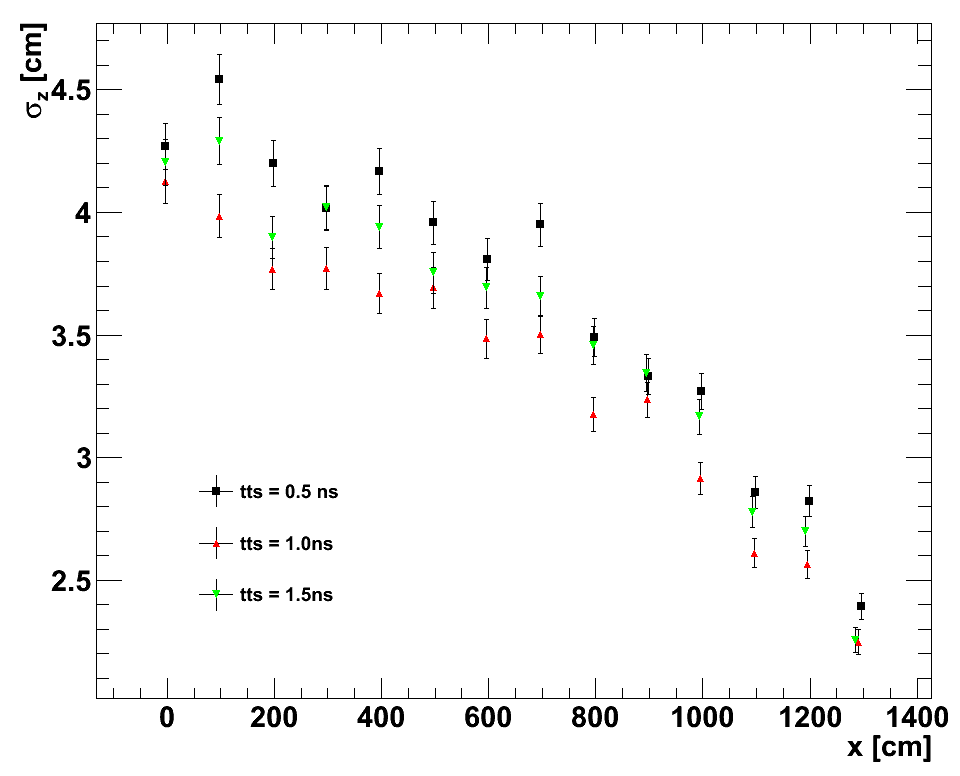 σz [cm]
4.5
4
3.5
3
2.5
tts = 0.5 ns
tts = 1.0ns
tts = 1.5ns
0 200 400 600 800 1000 1200 1400
x [cm]